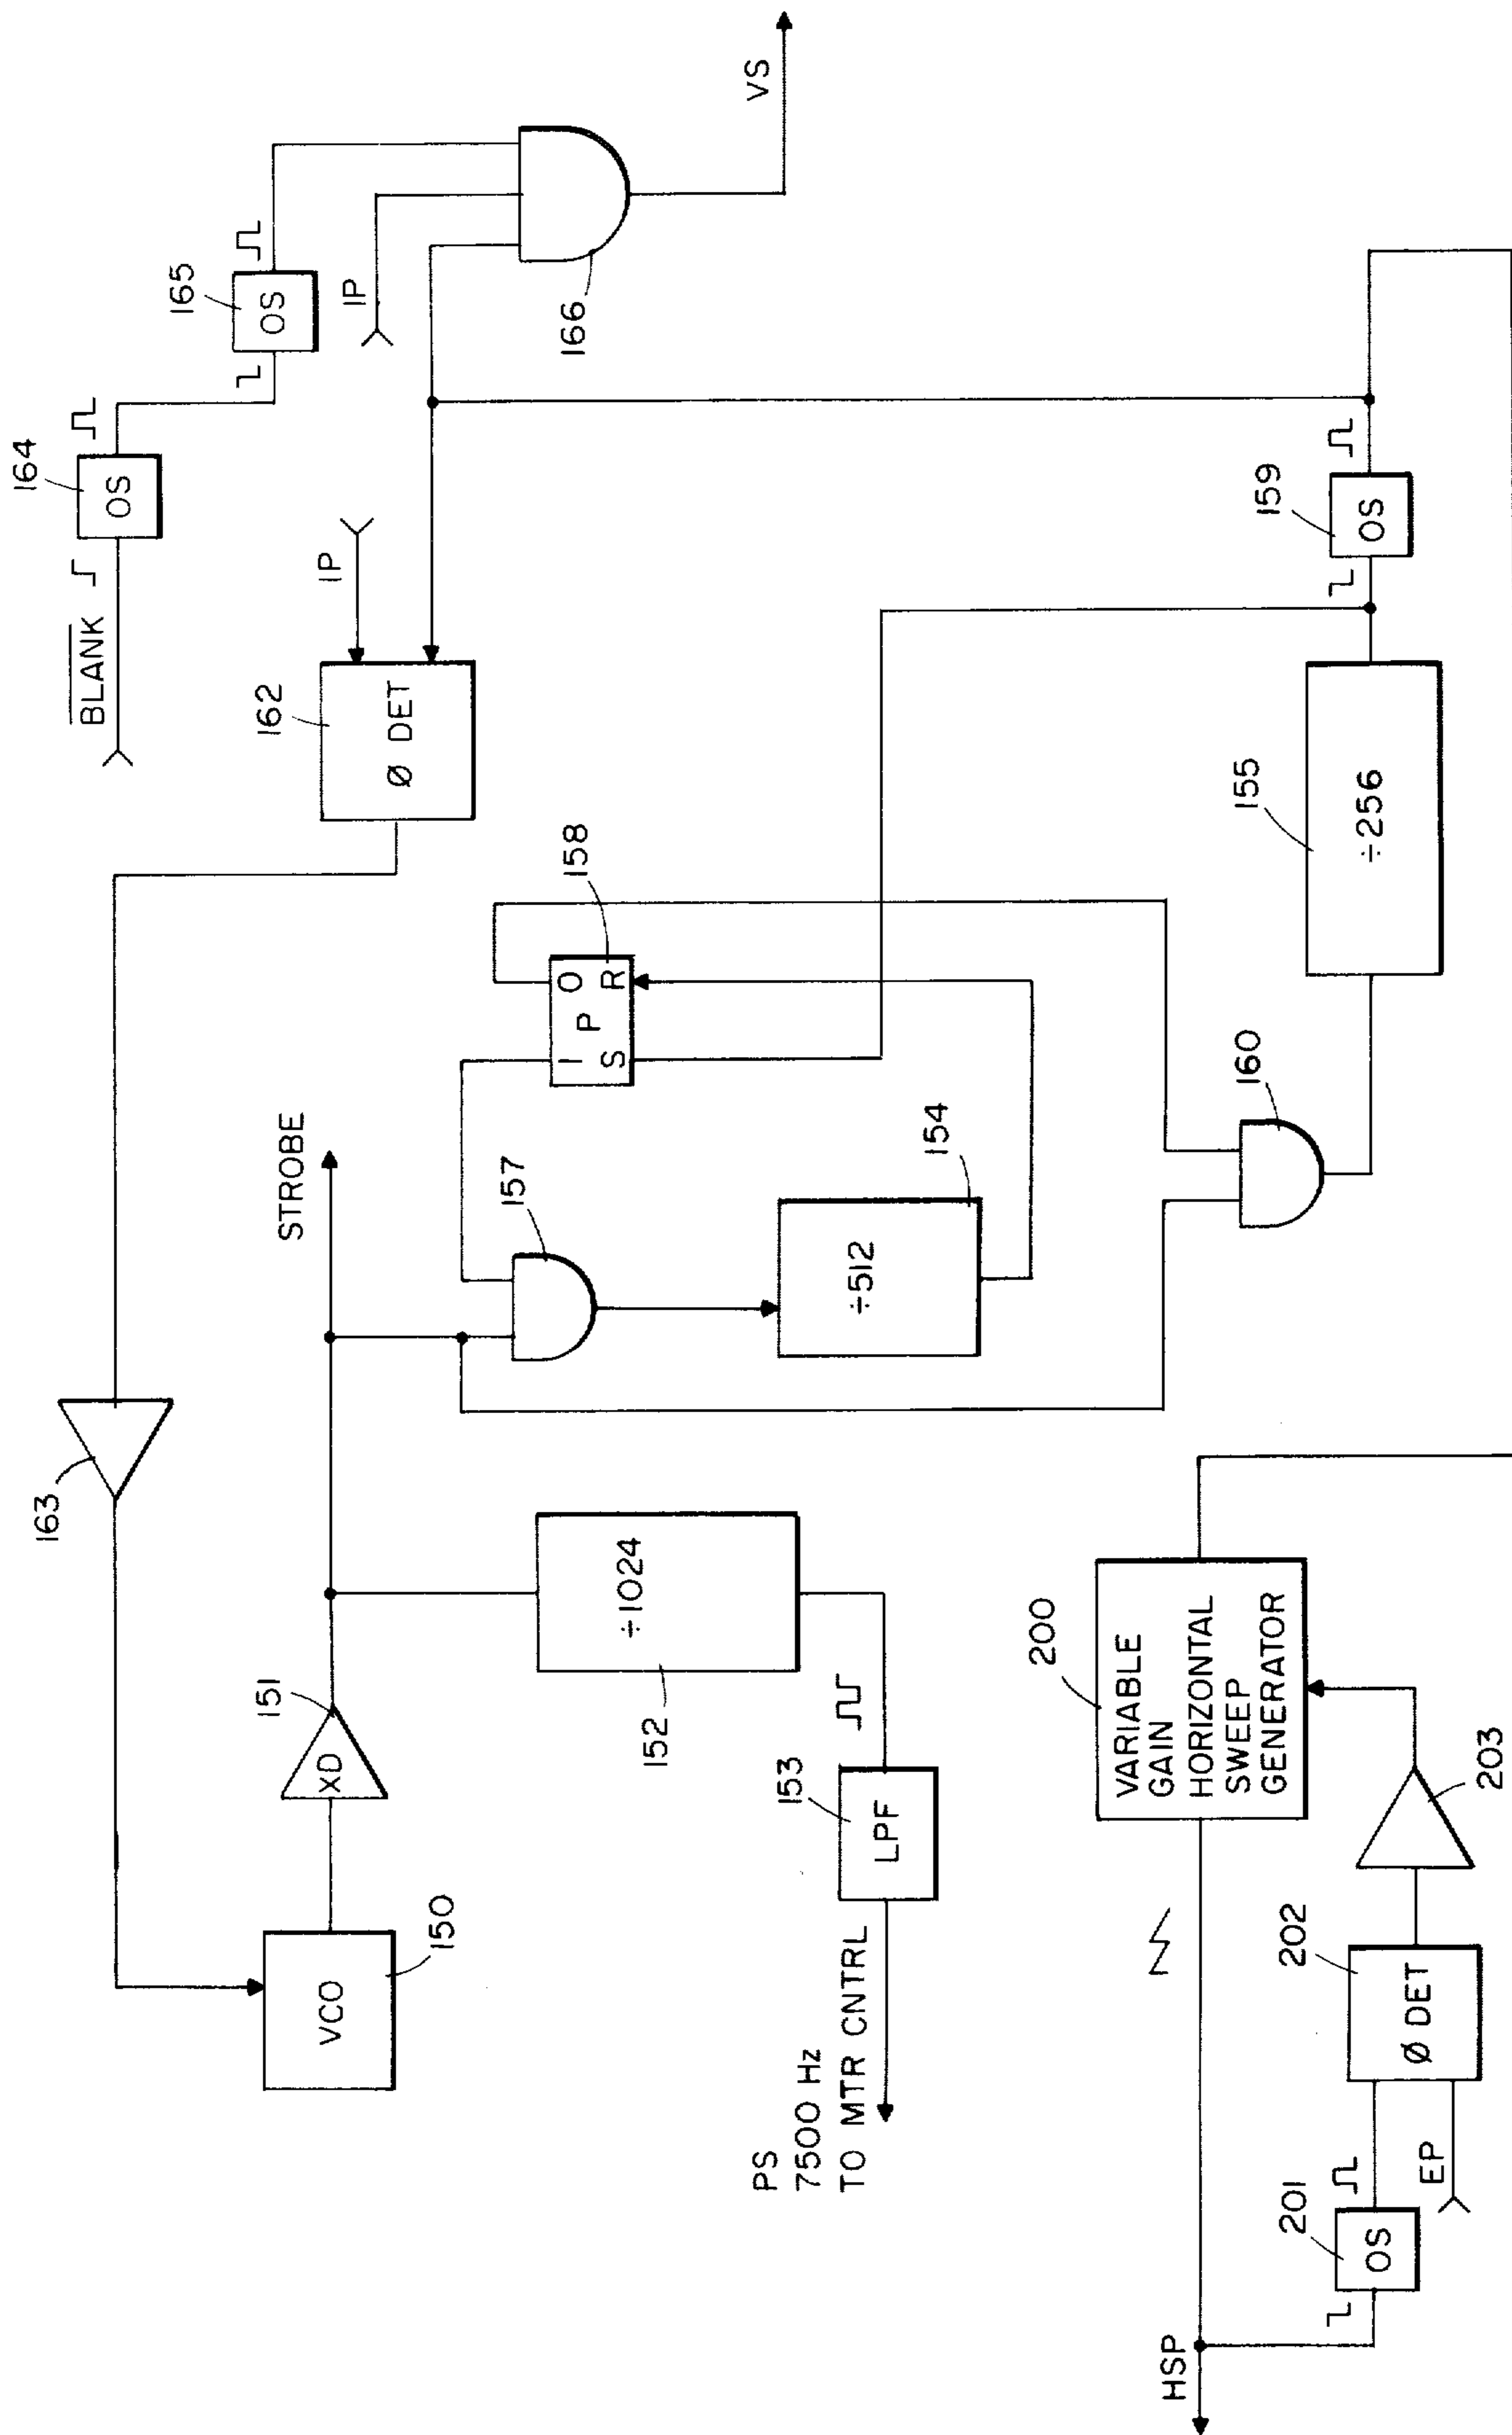 163
VCO
150
XD
151
STROBE
÷1024
152
LPF
153
PS
7500 Hz
TO MTR CNTRL
157
÷512
154
1 O
P
S R
158
BLANK
164
OS
165
OS
162
Ø DET
IP
IP
166
VS
160
155
÷256
159
OS
200
VARIABLE
GAIN
HORIZONTAL
SWEEP
GENERATOR
HSP
201
OS
EP
202
Ø DET
203